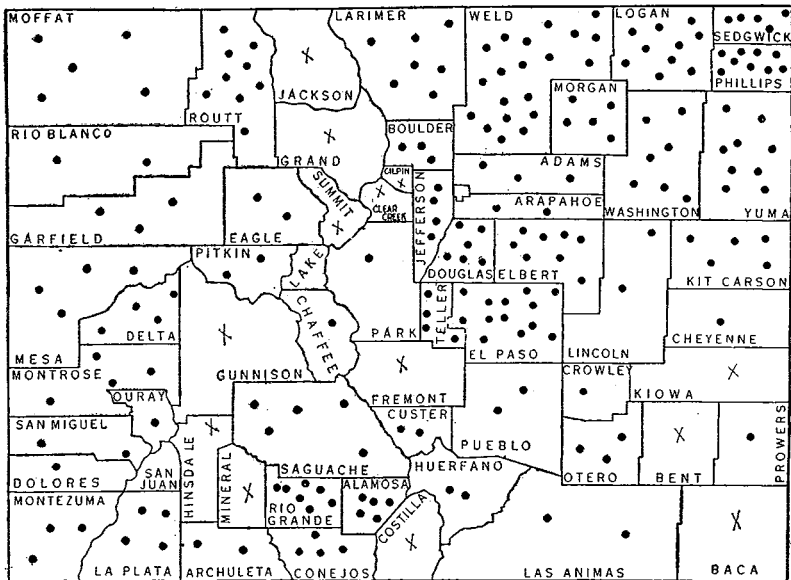 MOFFAT
LARIMER
WELD
LOGAN
SEDGWICK
PHILLIPS
JACKSON
MORGAN
ROUTT
RIO BLANCO
BOULDER
GRAND
ADAMS
GILPIN
SUMMIT
CLEAR
CREEK
JEFFERSON
ARAPAHOE
WASHINGTON
YUMA
GARFIELD
EAGLE
PITKIN
LAKE
DOUGLAS
ELBERT
KIT CARSON
TELLER
CHAFFEE
DELTA
PARK
CHEYENNE
MESA
GUNNISON
EL PASO
LINCOLN
MONTROSE
CROWLEY
KIOWA
OURAY
FREMONT
CUSTER
SAN MIGUEL
PUEBLO
PROWERS
HINSDALE
MINERAL
SAGUACHE
HUERFANO
OTERO
BENT
DOLORES
SAN
JUAN
ALAMOSA
MONTEZUMA
RIO
GRANDE
COSTILLA
LA PLATA
ARCHULETA
CONEJOS
LAS ANIMAS
BACA